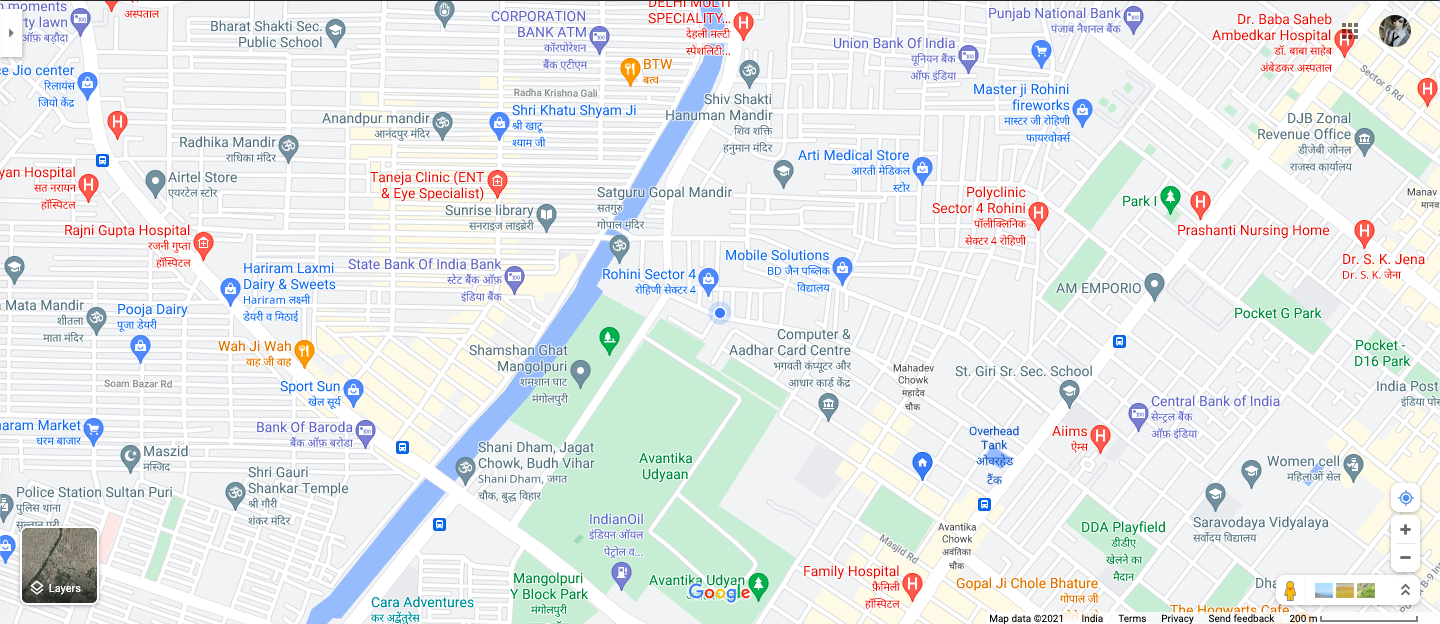 moments
rty lawn
ऑफ़ बड़ौदा
अस्पताल
Bharat Shakti Sec.
Public School
CORPORATION
BANK ATM
कॉरपोरेशन
बैंक एटीएम
DELHI MULTI
SPECIALITY...
देहली मल्टी
स्पेशलिटी...
Punjab National Bank
पंजाब नैशनल बैंक
Dr. Baba Saheb
Ambedkar Hospital
डॉ. बाबा साहेब
अंबेडकर अस्पताल
Union Bank Of India
यूनियन बैंक
ऑफ़ इंडिया
ce Jio center
रिलायंस
जियो केंद्र
BTW
बत्व
Radha Krishna Gali
Sector 6 Rd
Master ji Rohini
fireworks
मास्टर जी रोहिणी
फायरवोर्क्स
Shri Khatu Shyam Ji
श्री खाटू
श्याम जी
Anandpur mandir
आनंदपुर मंदिर
Shiv Shakti
Hanuman Mandir
शिव शक्ति
हनुमान मंदिर
DJB Zonal
Revenue Office
डीजेबी जोनल
राजस्व कार्यालय
Radhika Mandir
राधिका मंदिर
Arti Medical Store
आरती मेडिकल
स्टोर
yan Hospital
संत नरायन
हॉस्पिटल
Airtel Store
एयरटेल स्टोर
Taneja Clinic (ENT
& Eye Specialist)
Satguru Gopal Mandir
सतगुरु
गोपाल मंदिर
Polyclinic
Sector 4 Rohini
पॉलीक्लिनिक
सेक्टर 4 रोहिणी
Park I
Manav
मानव
Sunrise library
सनराइज लाइब्रेरी
Prashanti Nursing Home
Rajni Gupta Hospital
रजनी गुप्ता
हॉस्पिटल
Dr. S. K. Jena
Dr. S. K. जेना
State Bank Of India Bank
स्टेट बैंक ऑफ़
इंडिया बैंक
Mobile Solutions
BD जैन पब्लिक
विद्यालय
Hariram Laxmi
Dairy & Sweets
Hariram लक्ष्मी
डेयरी व मिठाई
Rohini Sector 4
रोहिणी सेक्टर 4
AM EMPORIO
Mata Mandir
शीतला
माता मंदिर
Pooja Dairy
पूजा डेयरी
Pocket G Park
Computer &
Aadhar Card Centre
भगवती कंप्यूटर और
आधार कार्ड केंद्र
Wah Ji Wah
वाह जी वाह
Shamshan Ghat
Mangolpuri
शमशान घाट
मंगोलपुरी
Pocket -
D16 Park
Mahadev
Chowk
महादेव
चौक
St. Giri Sr. Sec. School
Soam Bazar Rd
Sport Sun
खेल सूर्य
India Post
इंडिया पोस
Central Bank of India
सेन्ट्रल बैंक
ऑफ़ इंडिया
haram Market
धरम बाजार
Bank Of Baroda
बैंक ऑफ़ बरोडा
Overhead
Tank
ओवरहेड
टैंक
Aiims
ऐम्स
Maszid
मस्जिद
Shani Dham, Jagat
Chowk, Budh Vihar
Shani Dham, जगत
चौक, बुद्ध विहार
Avantika
Udyaan
Women cell
महिलाओं सेल
Shri Gauri
Shankar Temple
श्री गौरी
शंकर मंदिर
Police Station Sultan Puri
पुलिस थाना
सुल्तान पुरी
IndianOil
इंडियन ऑयल
पेट्रोल व...
Saravodaya Vidyalaya
सर्वोदय विद्यालय
Avantika
Chowk
अवंतिका
चौक
DDA Playfield
डीडीए
खेलने का
मैदान
Masjid Rd
Layers
Mangolpuri
Y Block Park
मंगोलपुरी
Avantika Udyan
Google
Family Hospital
फ़ैमिली
हॉस्पिटल
Gopal Ji Chole Bhature
गोपाल जी
Dha
Cara Adventures
कर अद्वेंतुरेस
The Hogwarts Cafe
Map data ©2021
India
Terms
Privacy
Send feedback
200 m